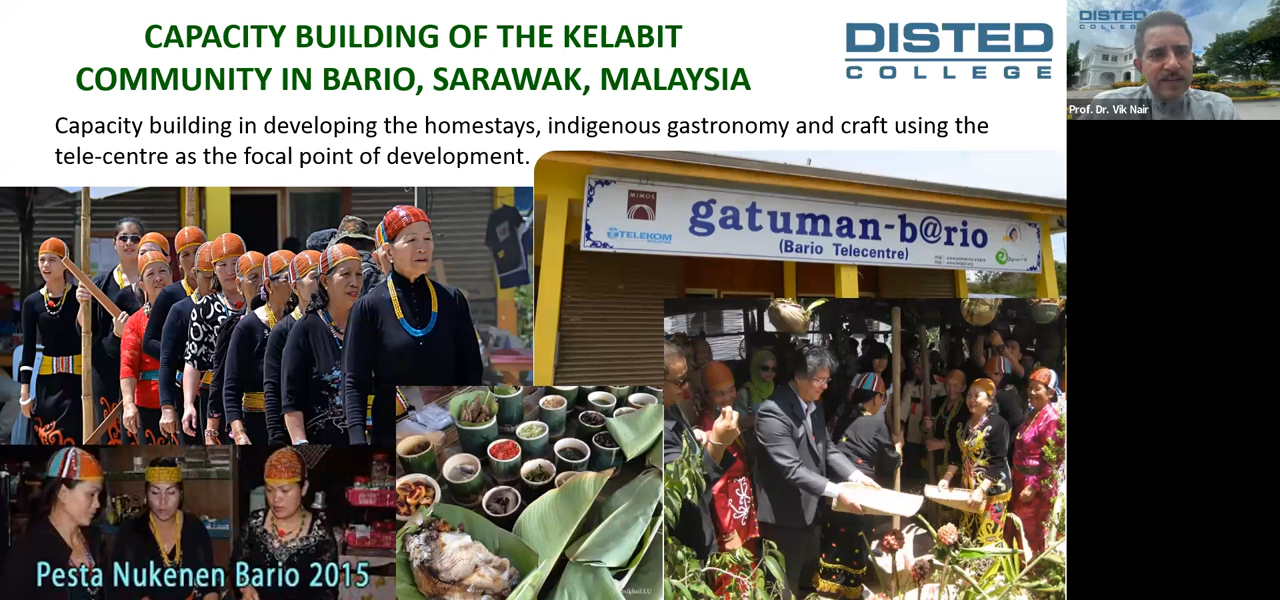 CAPACITY BUILDING OF THE KELABIT
COMMUNITY IN BARIO, SARAWAK, MALAYSIA
DISTED
COLLEGE
Capacity building in developing the homestays, indigenous gastronomy and craft using the
tele-centre as the focal point of development.
MIMOS
TELEKOM
gatuman-b@rio
(Bario Telecentre)
Pesta Nukenen Bario 2015
DISTED
COLLEGE
Prof. Dr. Vik Nair